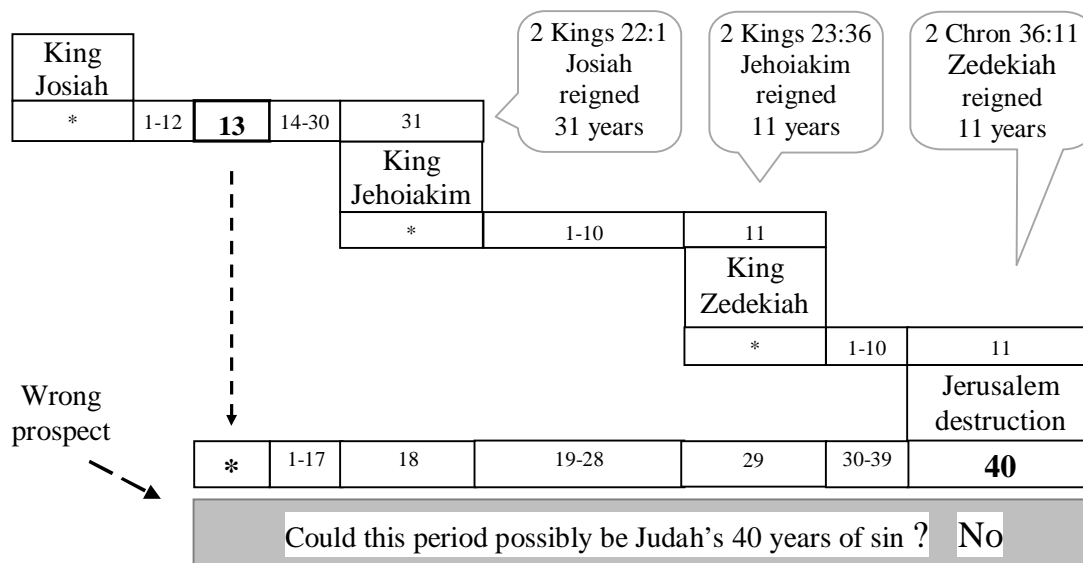 King
Josiah
* 1-12 13 14-30 31
2 Kings 22:1
Josiah
reigned
31 years
2 Kings 23:36
Jehoiakim
reigned
11 years
2 Chron 36:11
Zedekiah
reigned
11 years
King
Jehoiakim
* 1-10 11
King
Zedekiah
* 1-10 11
Jerusalem
destruction
Wrong
prospect
* 1-17 18 19-28 29 30-39 40
Could this period possibly be Judah’s 40 years of sin ? No